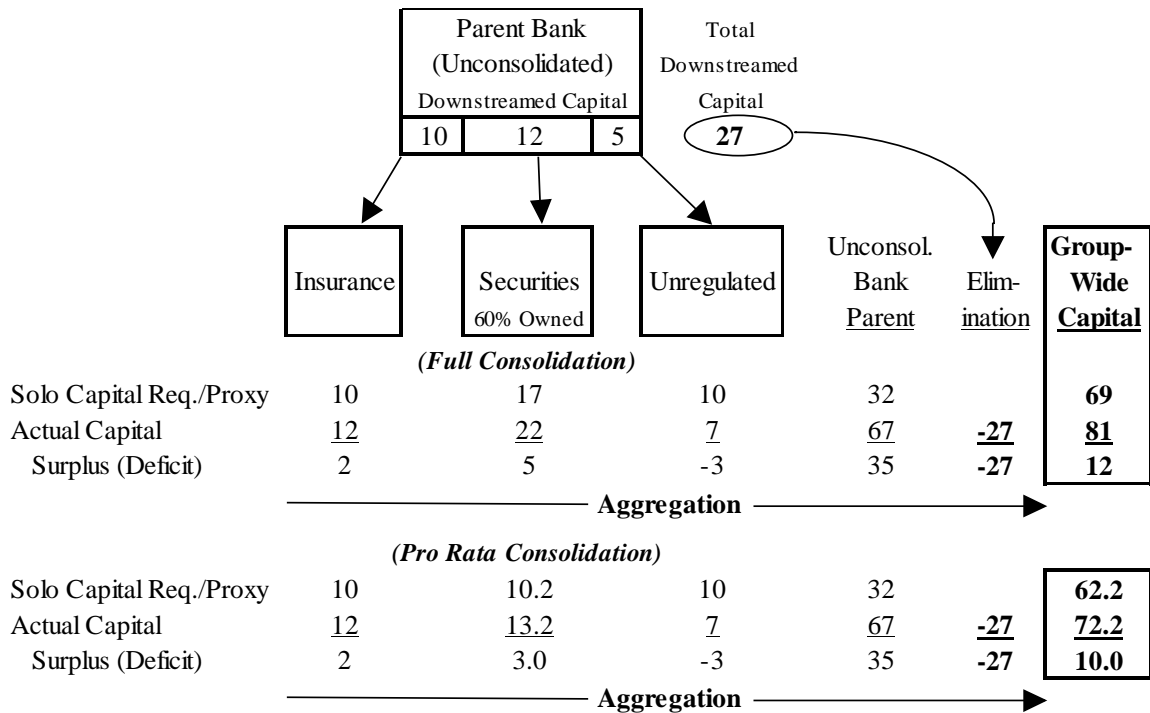 Parent Bank
(Unconsolidated)
Downstreamed Capital
10 12 5
Total
Downstreamed
Capital
27
Insurance
Securities
60% Owned
Unregulated
Unconsol.
Bank
Parent
Elim-
ination
Group-
Wide
Capital
(Full Consolidation)
Solo Capital Req./Proxy 10 17 10 32 69
Actual Capital 12 22 7 67 -27 81
Surplus (Deficit) 2 5 -3 35 -27 12
Aggregation
(Pro Rata Consolidation)
Solo Capital Req./Proxy 10 10.2 10 32 62.2
Actual Capital 12 13.2 7 67 -27 72.2
Surplus (Deficit) 2 3.0 -3 35 -27 10.0
Aggregation